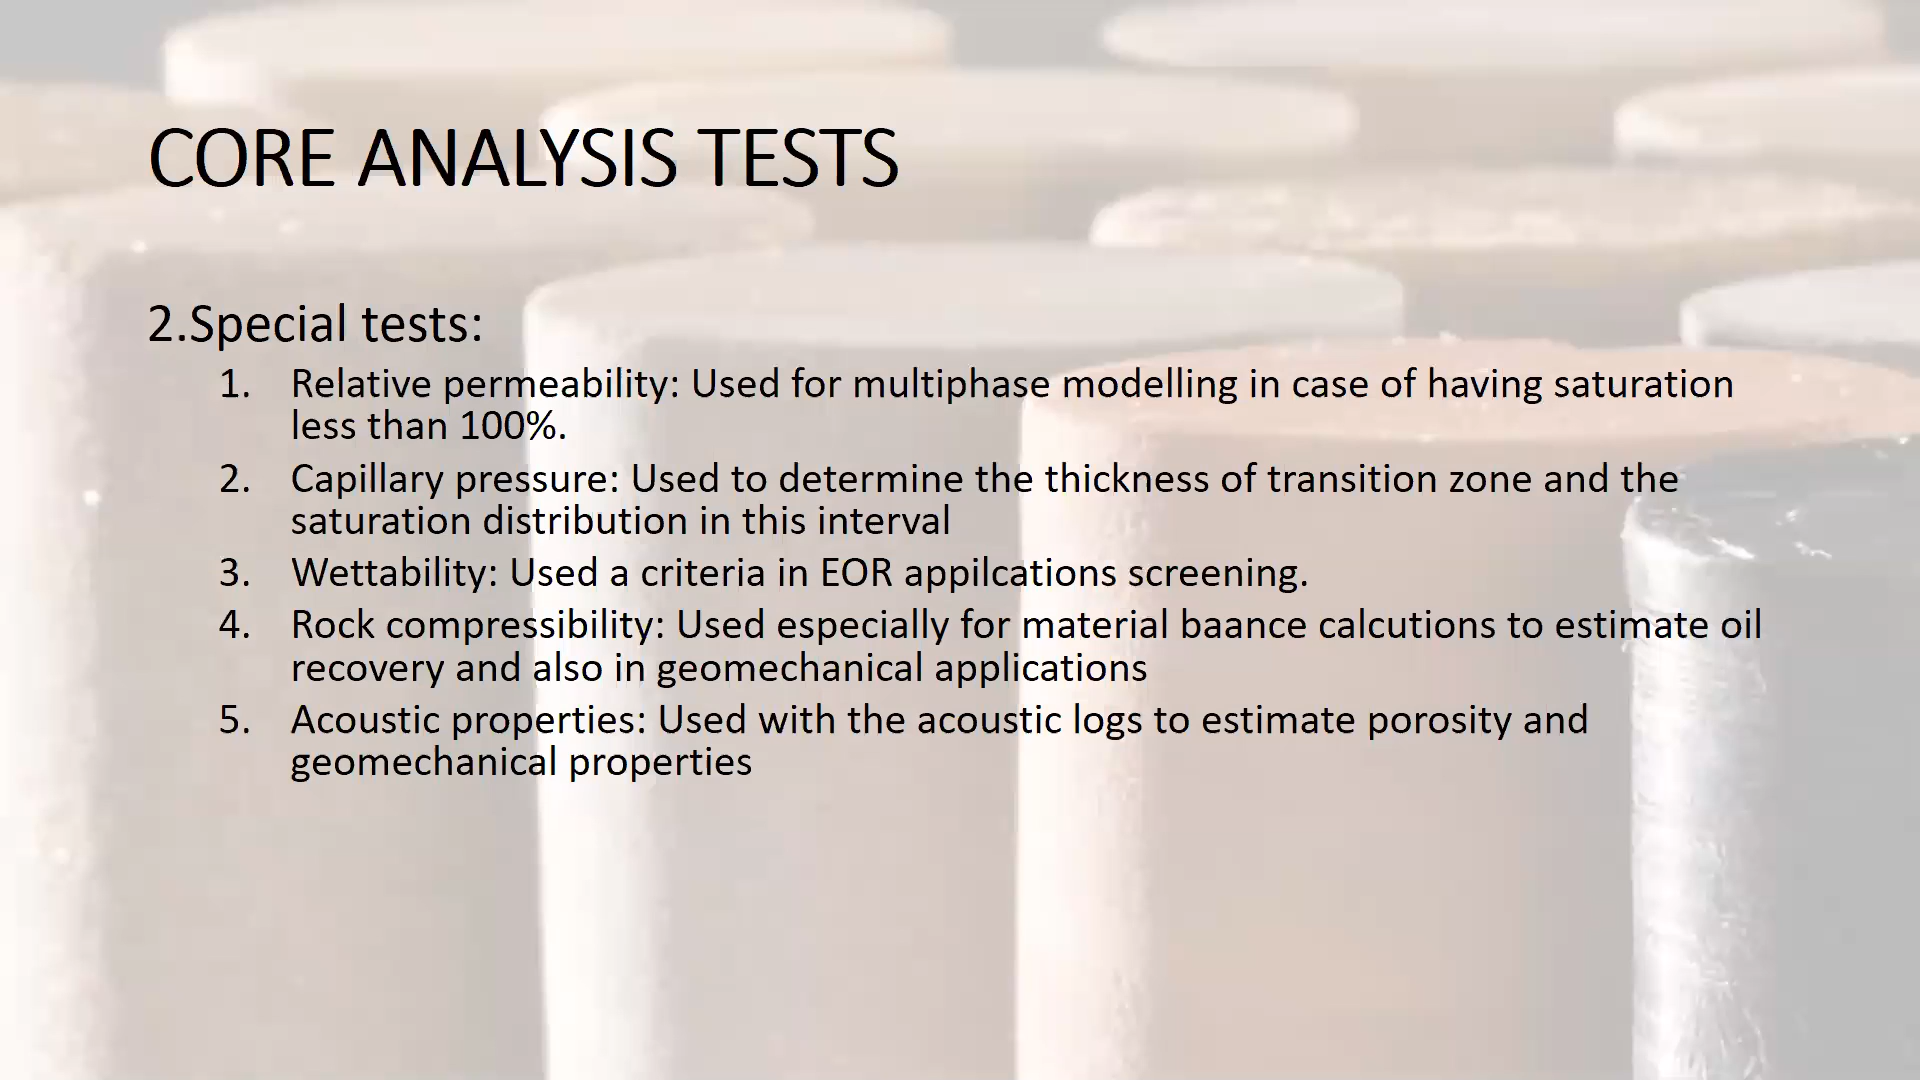 CORE ANALYSIS TESTS
2.Special tests:
1. Relative permeability: Used for multiphase modelling in case of having saturation
less than 100%.
2. Capillary pressure: Used to determine the thickness of transition zone and the
saturation distribution in this interval
3. Wettability: Used a criteria in EOR appilcations screening.
4. Rock compressibility: Used especially for material baance calcutions to estimate oil
recovery and also in geomechanical applications
5. Acoustic properties: Used with the acoustic logs to estimate porosity and
geomechanical properties